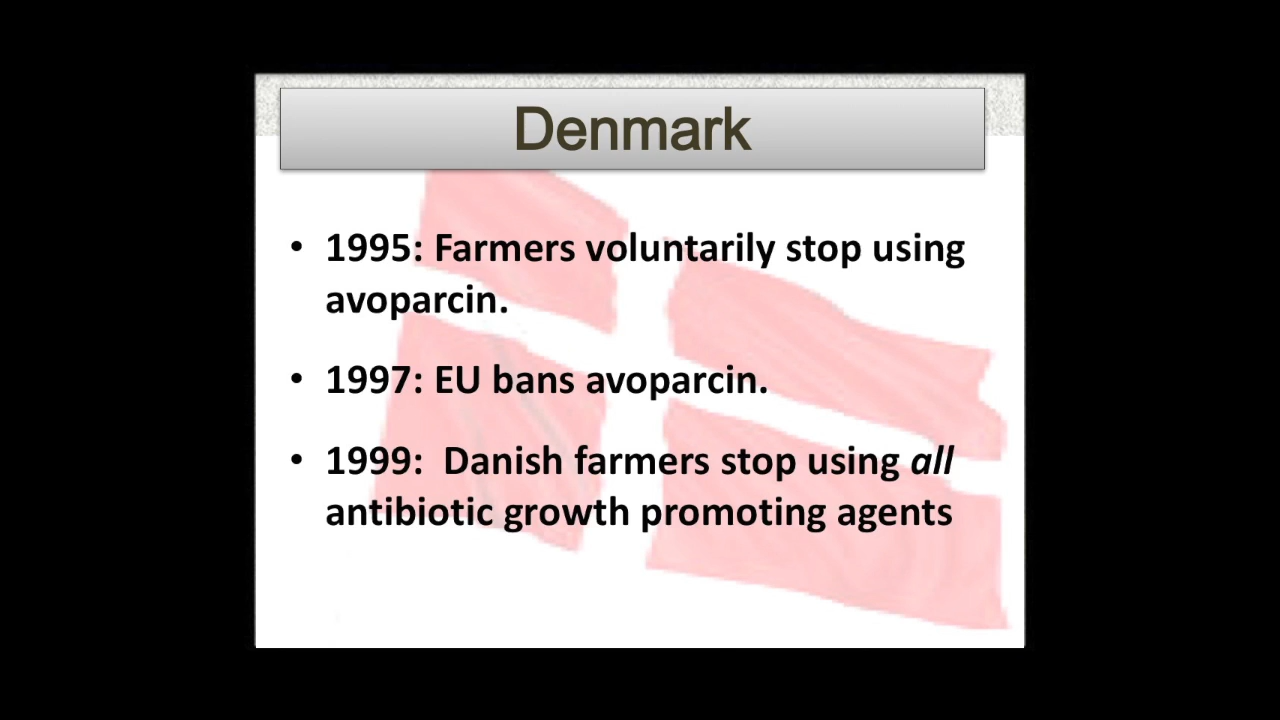 Denmark
• 1995: Farmers voluntarily stop using
avoparcin.
• 1997: EU bans avoparcin.
• 1999:  Danish farmers stop using all
antibiotic growth promoting agents